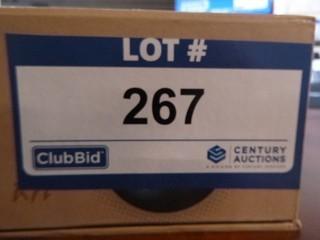 LOT #
267
ClubBid
CENTURY
AUCTIONS